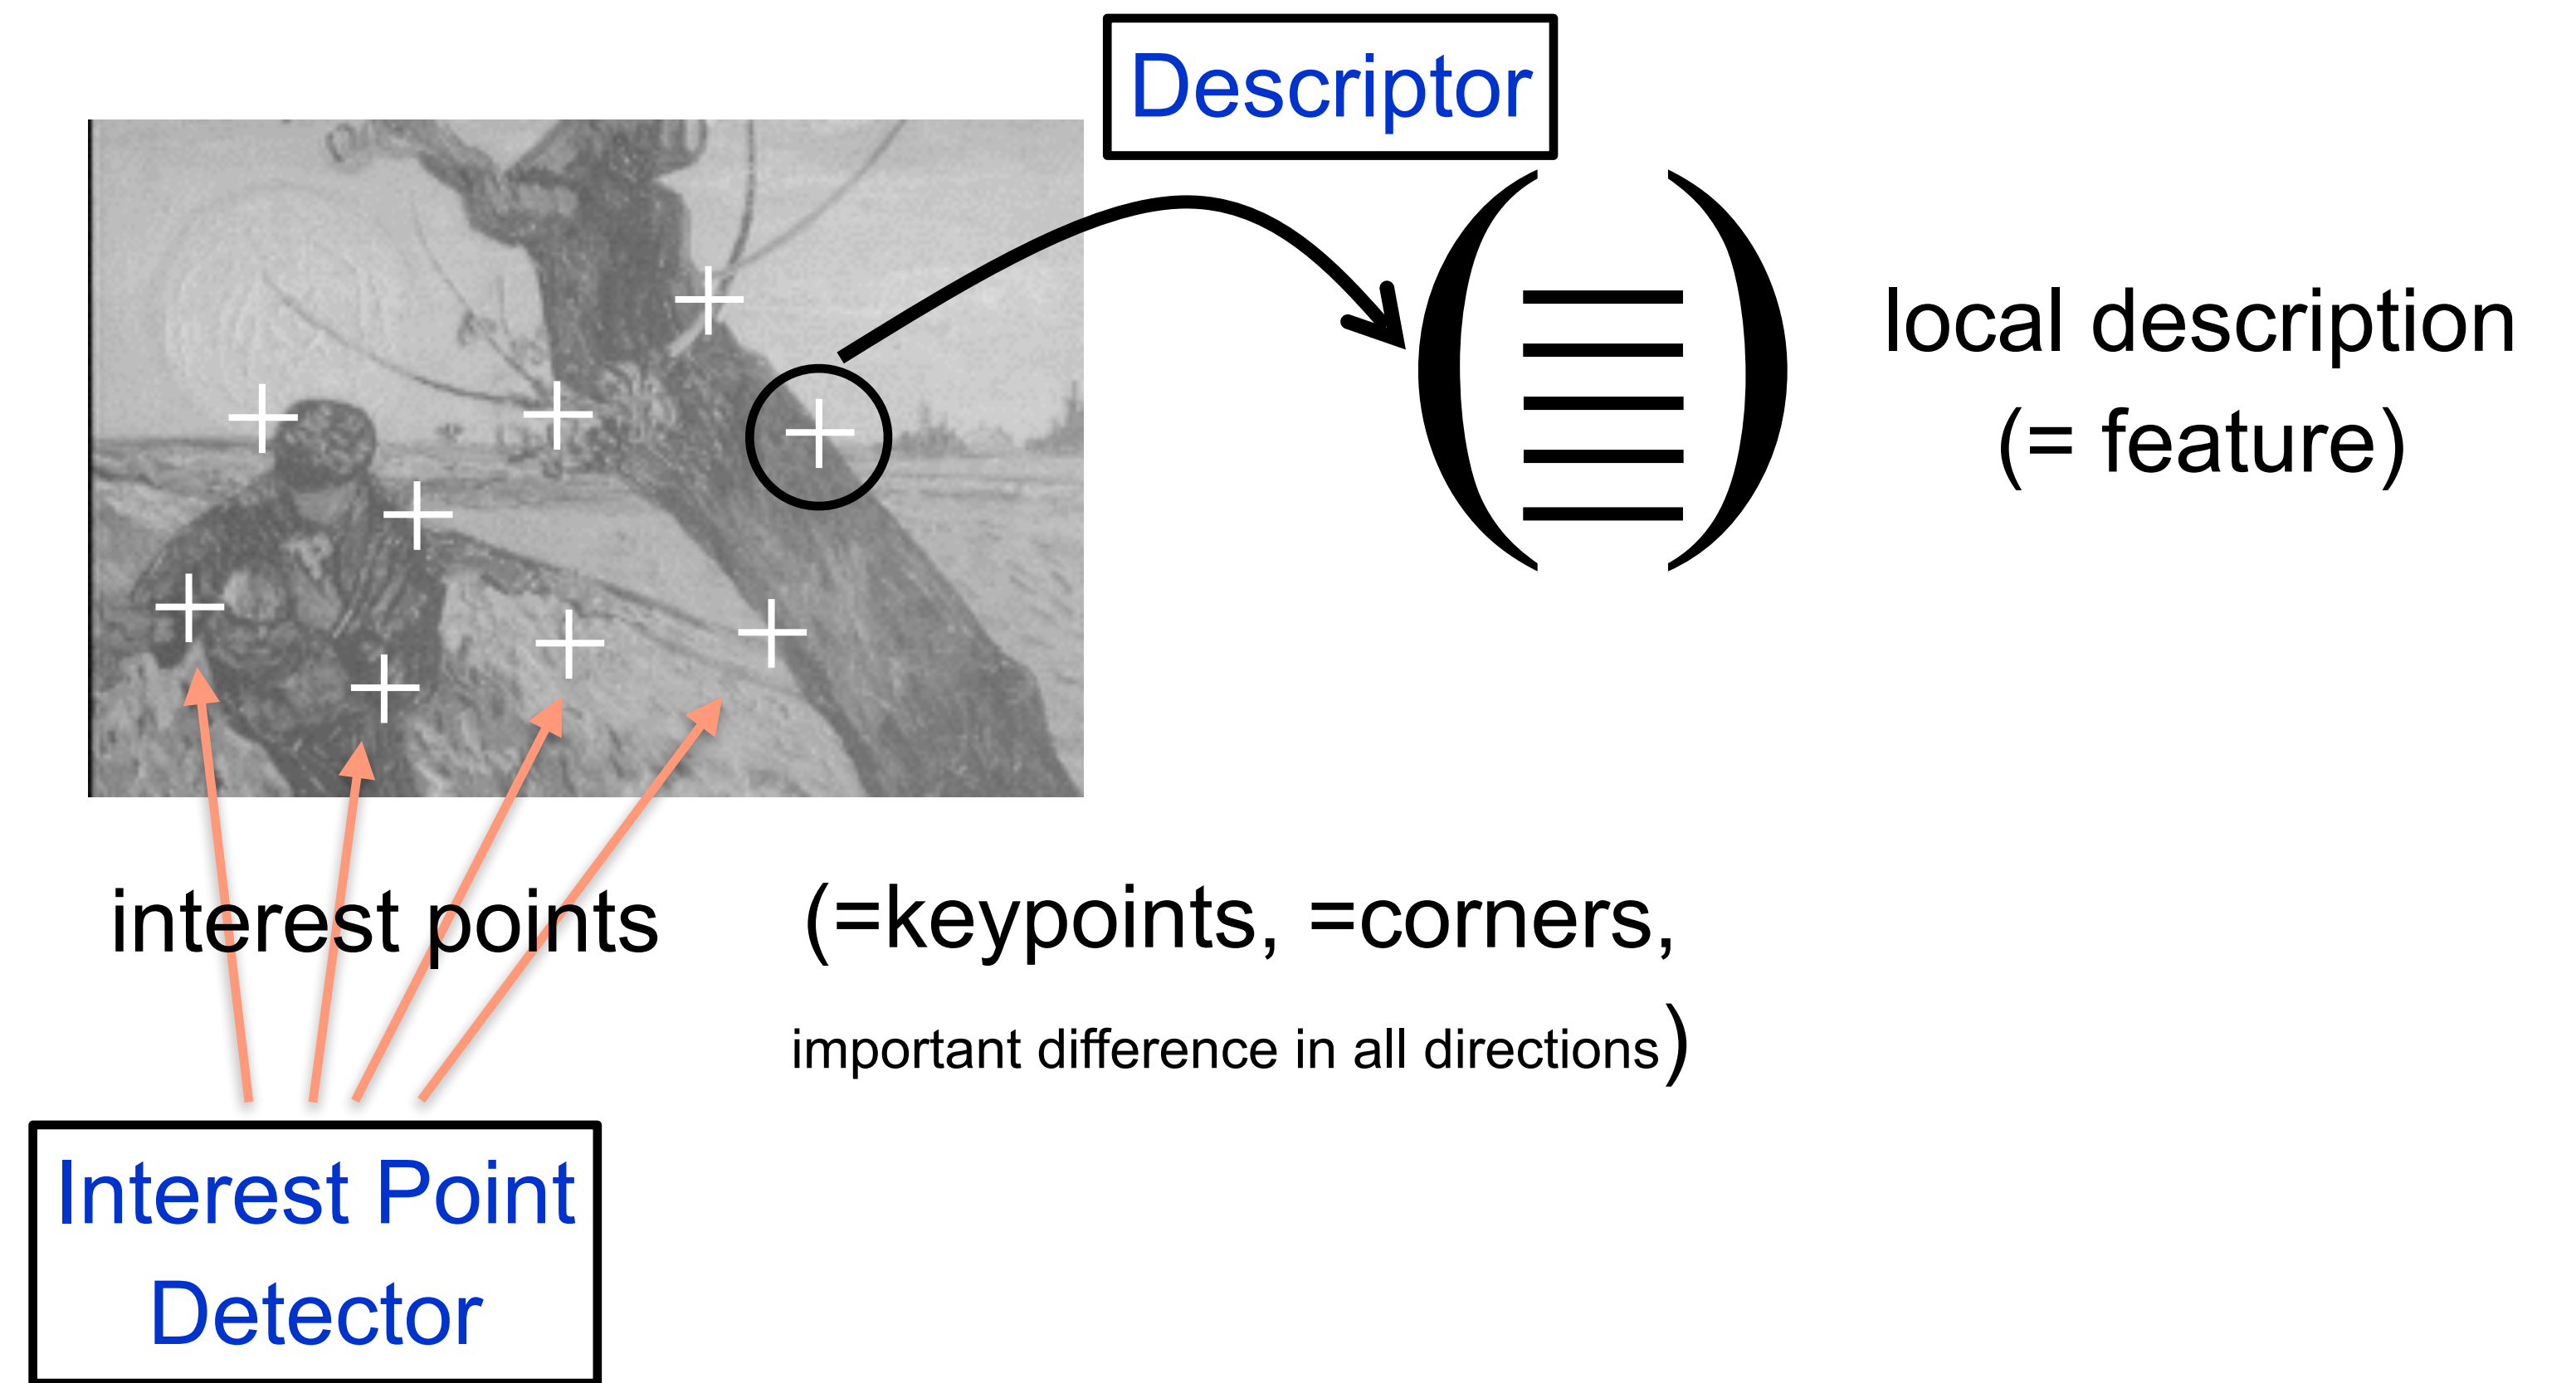 Descriptor
local description
(= feature)
interest points
(=keypoints, =corners,
important difference in all directions)
Interest Point
Detector